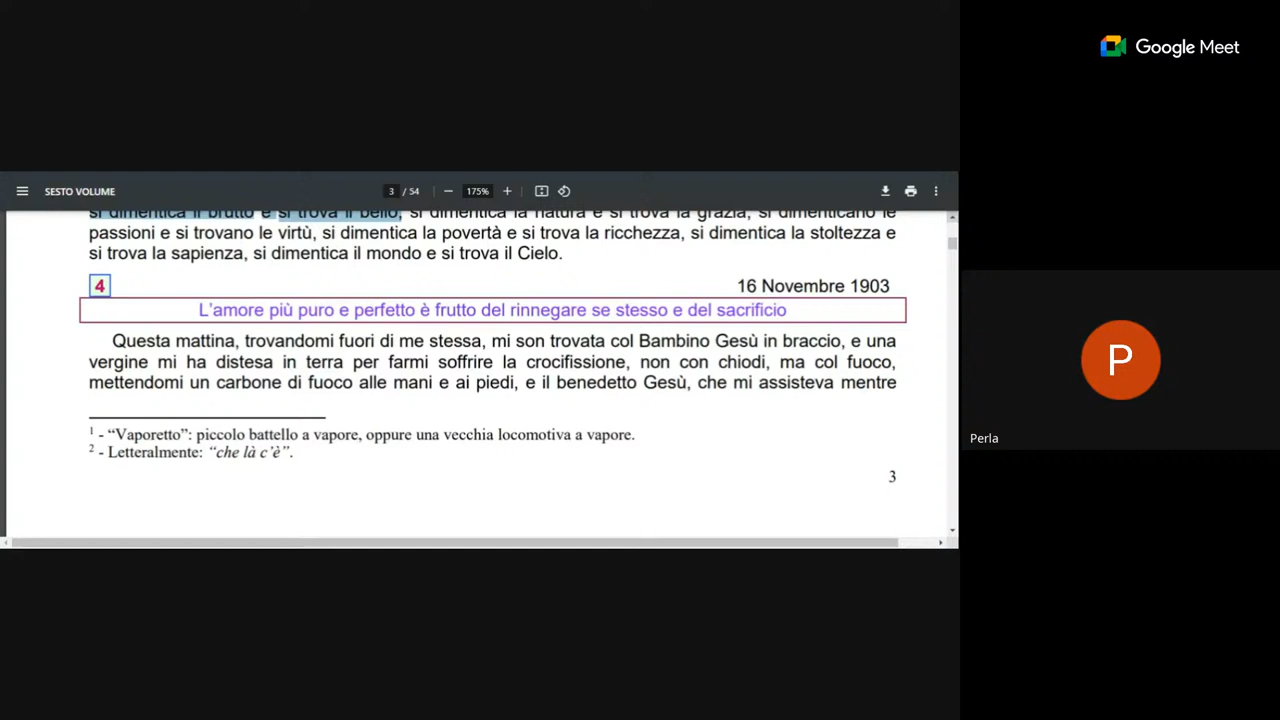 Google Meet
SESTO VOLUME
3 / 54
175%
si dimentica il brutto e si trova il bello, si dimentica la natura e si trova la grazia, si dimenticano le
passioni e si trovano le virtù, si dimentica la povertà e si trova la ricchezza, si dimentica la stoltezza e
si trova la sapienza, si dimentica il mondo e si trova il Cielo.
4 16 Novembre 1903
L'amore più puro e perfetto è frutto del rinnegare se stesso e del sacrificio
Questa mattina, trovandomi fuori di me stessa, mi son trovata col Bambino Gesù in braccio, e una
vergine mi ha distesa in terra per farmi soffrire la crocifissione, non con chiodi, ma col fuoco,
mettendomi un carbone di fuoco alle mani e ai piedi, e il benedetto Gesù, che mi assisteva mentre
1 - “Vaporetto”: piccolo battello a vapore, oppure una vecchia locomotiva a vapore.
2 - Letteralmente: “che là c'è”.
3
P
Perla